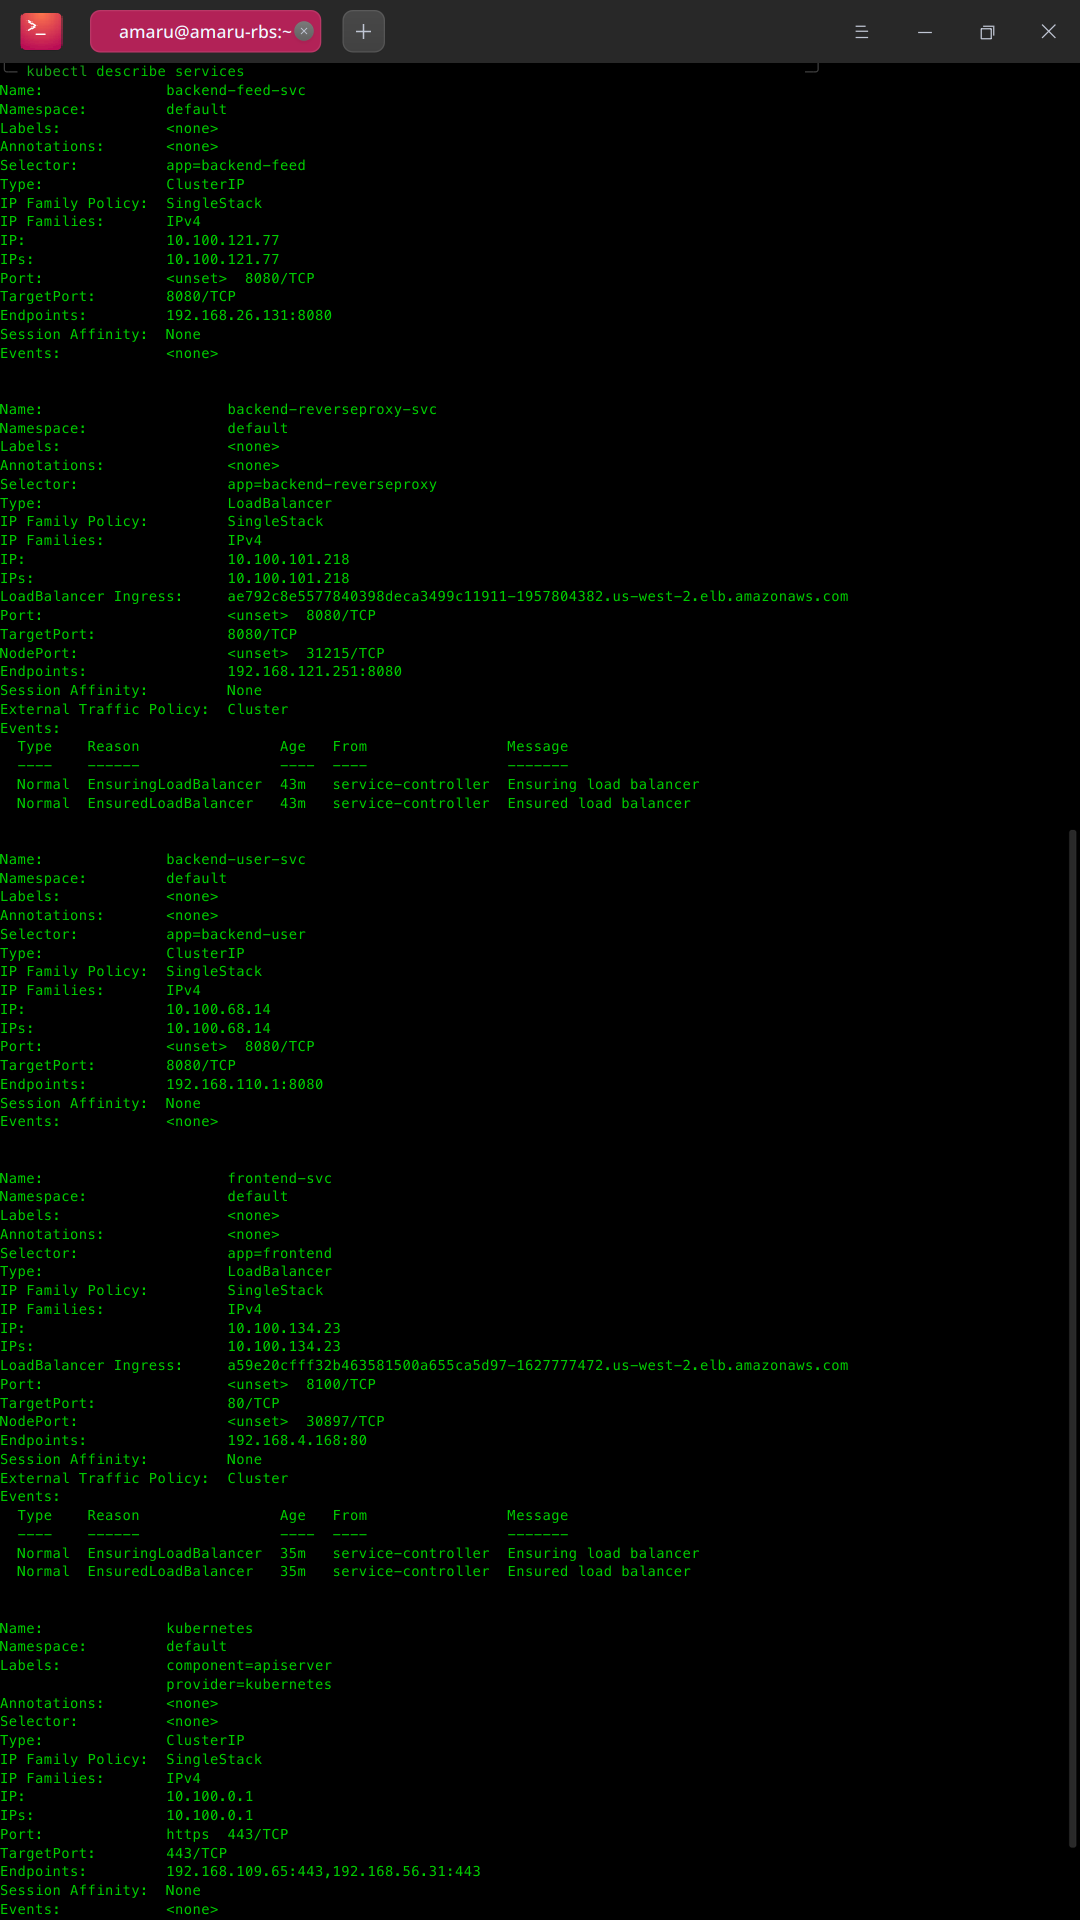 amaru@amaru-rbs:~
kubectl describe services
Name:              backend-feed-svc
Namespace:         default
Labels:            <none>
Annotations:       <none>
Selector:          app=backend-feed
Type:              ClusterIP
IP Family Policy:  SingleStack
IP Families:       IPv4
IP:                10.100.121.77
IPs:               10.100.121.77
Port:              <unset>  8080/TCP
TargetPort:        8080/TCP
Endpoints:         192.168.26.131:8080
Session Affinity:  None
Events:            <none>

Name:                     backend-reverseproxy-svc
Namespace:                default
Labels:                   <none>
Annotations:              <none>
Selector:                 app=backend-reverseproxy
Type:                     LoadBalancer
IP Family Policy:         SingleStack
IP Families:              IPv4
IP:                       10.100.101.218
IPs:                      10.100.101.218
LoadBalancer Ingress:     ae792c8e5577840398deca3499c11911-1957804382.us-west-2.elb.amazonaws.com
Port:                     <unset>  8080/TCP
TargetPort:               8080/TCP
NodePort:                 <unset>  31215/TCP
Endpoints:                192.168.121.251:8080
Session Affinity:         None
External Traffic Policy:  Cluster
Events:
  Type    Reason                Age   From                Message
  ----    ------                ----  ----                -------
  Normal  EnsuringLoadBalancer  43m   service-controller  Ensuring load balancer
  Normal  EnsuredLoadBalancer   43m   service-controller  Ensured load balancer

Name:              backend-user-svc
Namespace:         default
Labels:            <none>
Annotations:       <none>
Selector:          app=backend-user
Type:              ClusterIP
IP Family Policy:  SingleStack
IP Families:       IPv4
IP:                10.100.68.14
IPs:               10.100.68.14
Port:              <unset>  8080/TCP
TargetPort:        8080/TCP
Endpoints:         192.168.110.1:8080
Session Affinity:  None
Events:            <none>

Name:                     frontend-svc
Namespace:                default
Labels:                   <none>
Annotations:              <none>
Selector:                 app=frontend
Type:                     LoadBalancer
IP Family Policy:         SingleStack
IP Families:              IPv4
IP:                       10.100.134.23
IPs:                      10.100.134.23
LoadBalancer Ingress:     a59e20cfff32b463581500a655ca5d97-1627777472.us-west-2.elb.amazonaws.com
Port:                     <unset>  8100/TCP
TargetPort:               80/TCP
NodePort:                 <unset>  30897/TCP
Endpoints:                192.168.4.168:80
Session Affinity:         None
External Traffic Policy:  Cluster
Events:
  Type    Reason                Age   From                Message
  ----    ------                ----  ----                -------
  Normal  EnsuringLoadBalancer  35m   service-controller  Ensuring load balancer
  Normal  EnsuredLoadBalancer   35m   service-controller  Ensured load balancer

Name:              kubernetes
Namespace:         default
Labels:            component=apiserver
                   provider=kubernetes
Annotations:       <none>
Selector:          <none>
Type:              ClusterIP
IP Family Policy:  SingleStack
IP Families:       IPv4
IP:                10.100.0.1
IPs:               10.100.0.1
Port:              https  443/TCP
TargetPort:        443/TCP
Endpoints:         192.168.109.65:443,192.168.56.31:443
Session Affinity:  None
Events:            <none>